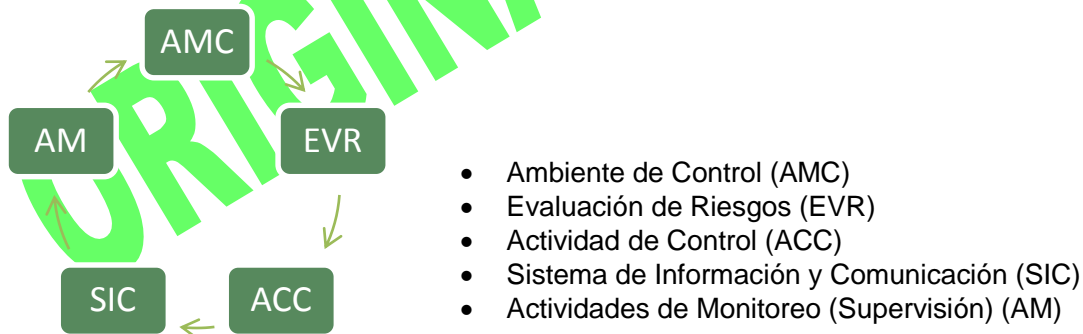 AMC
AM
EVR
SIC
ACC
• Ambiente de Control (AMC)
• Evaluación de Riesgos (EVR)
• Actividad de Control (ACC)
• Sistema de Información y Comunicación (SIC)
• Actividades de Monitoreo (Supervisión) (AM)